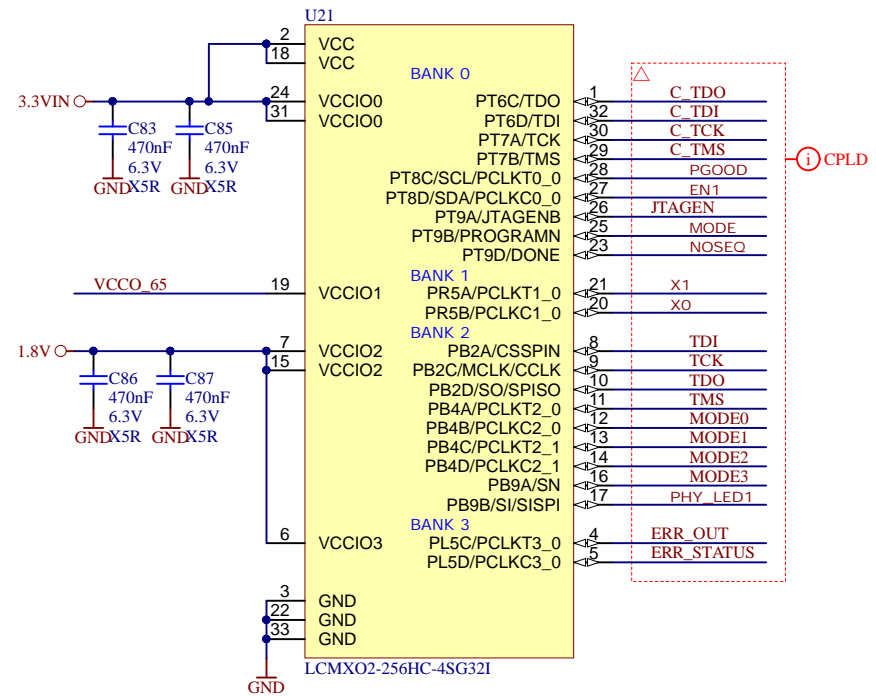 U21
2 VCC
18 VCC
BANK 0
3.3VIN 24 VCCIO0 PT6C/TDO 1 C_TDO
31 VCCIO0 PT6D/TDI 32 C_TDI
PT7A/TCK 30 C_TCK
PT7B/TMS 29 C_TMS
PT8C/SCL/PCLKT0_0 28 PGOOD
PT8D/SDA/PCLKC0_0 27 EN1
PT9A/JTAGENB 26 JTAGEN
PT9B/PROGRAMN 25 MODE
PT9D/DONE 23 NOSEQ
C83
470nF
6.3V
X5R
GND
C85
470nF
6.3V
X5R
GND
i CPLD
BANK 1
VCCO_65 19 VCCIO1 PR5A/PCLKT1_0 21 X1
PR5B/PCLKC1_0 20 X0
BANK 2
1.8V 7 VCCIO2 PB2A/CSSPIN 8 TDI
15 VCCIO2 PB2C/MCLK/CCLK 9 TCK
PB2D/SO/SPISO 10 TDO
PB4A/PCLKT2_0 11 TMS
PB4B/PCLKC2_0 12 MODE0
PB4C/PCLKT2_1 13 MODE1
PB4D/PCLKC2_1 14 MODE2
PB9A/SN 16 MODE3
PB9B/SI/SISPI 17 PHY_LED1
C86
470nF
6.3V
X5R
GND
C87
470nF
6.3V
X5R
GND
BANK 3
6 VCCIO3 PL5C/PCLKT3_0 4 ERR_OUT
PL5D/PCLKC3_0 5 ERR_STATUS
3 GND
22 GND
33 GND
GND
LCMXO2-256HC-4SG32I